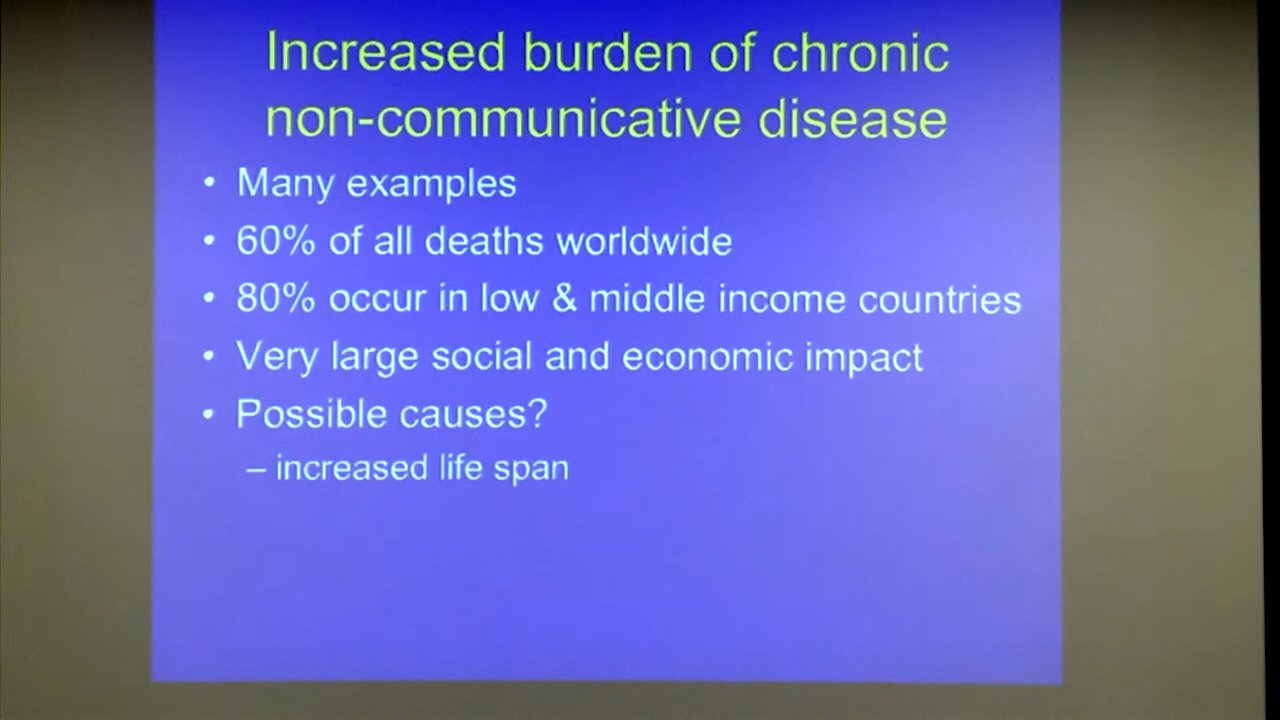 Increased burden of chronic
non-communicative disease
• Many examples
• 60% of all deaths worldwide
• 80% occur in low & middle income countries
• Very large social and economic impact
• Possible causes?
– increased life span